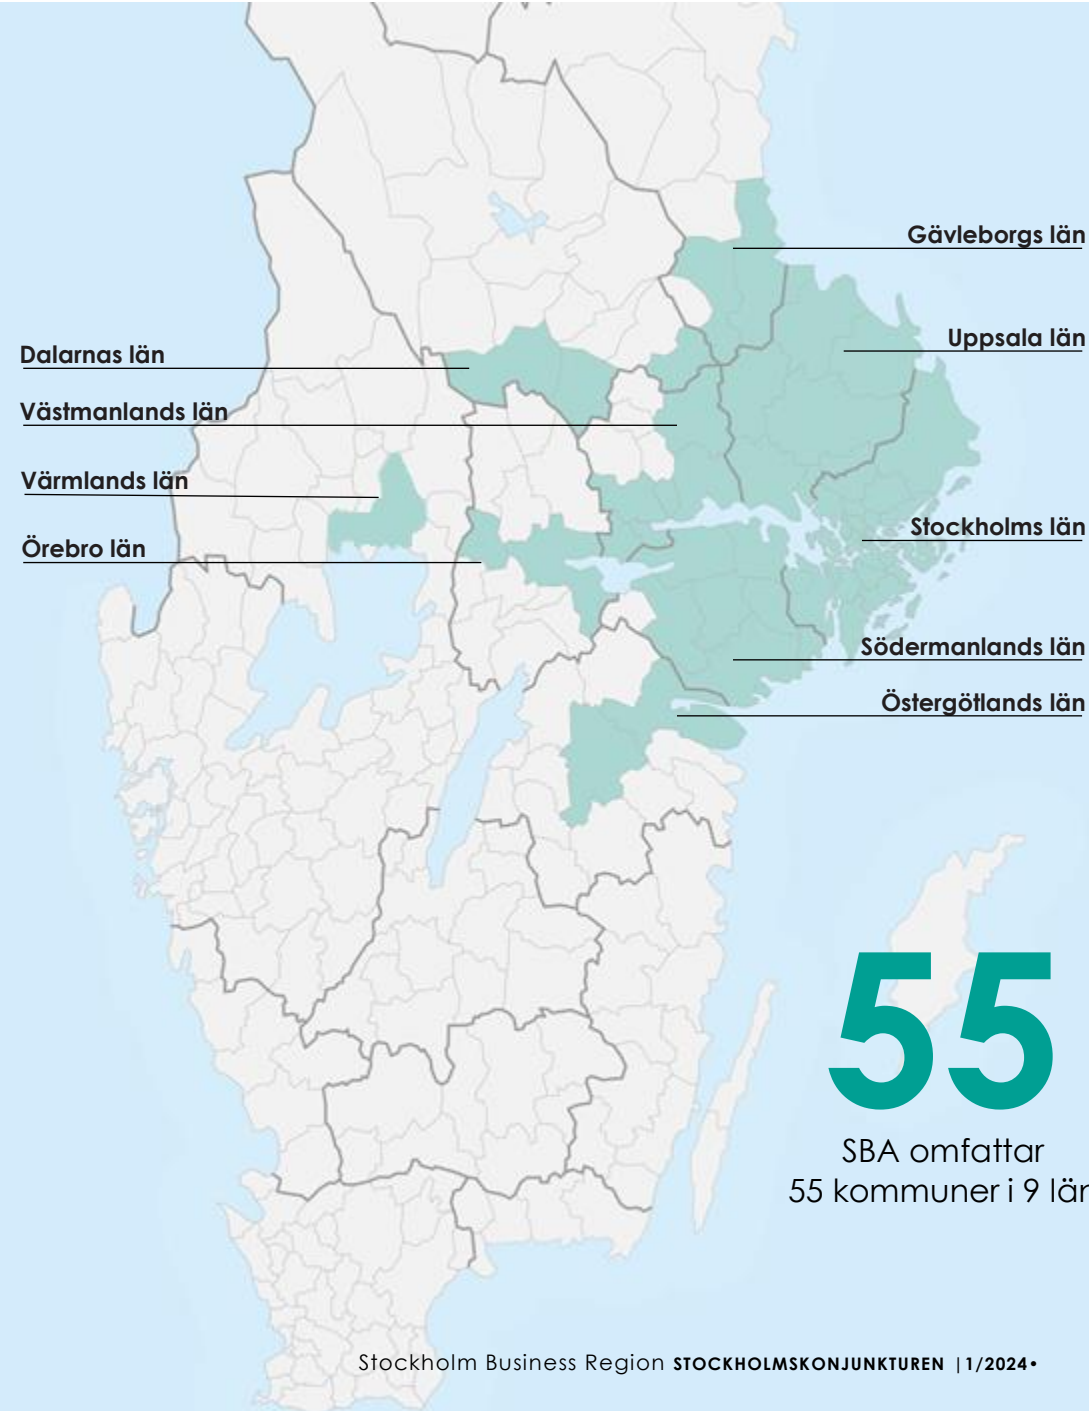 Gävleborgs län
Uppsala län
Dalarnas län
Västmanlands län
Värmlands län
Stockholms län
Örebro län
Södermanlands län
Östergötlands län
55
SBA omfattar
55 kommuner i 9 län
Stockholm Business Region STOCKHOLMSKONJUNKTUREN | 1/2024•